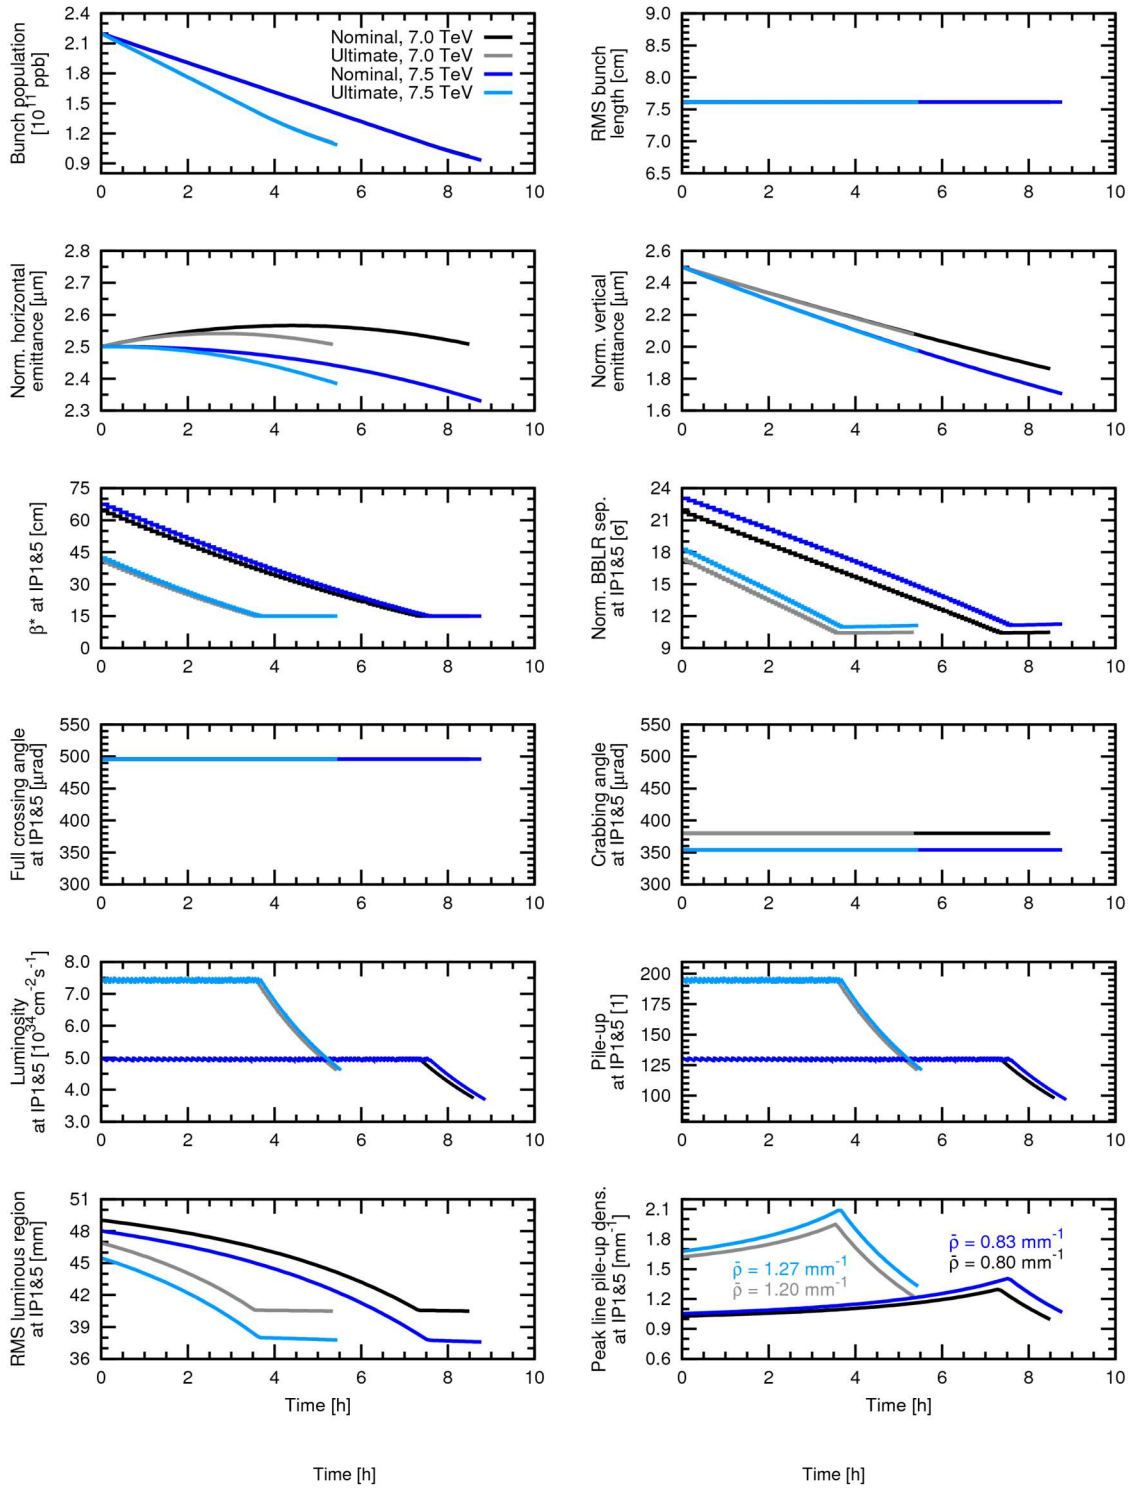 Bunch population
[10^11 ppb]
2.4
2.1
1.8
1.5
1.2
0.9
Nominal, 7.0 TeV
Ultimate, 7.0 TeV
Nominal, 7.5 TeV
Ultimate, 7.5 TeV
0 2 4 6 8 10
RMS bunch
length [cm]
9.0
8.5
8.0
7.5
7.0
6.5
0 2 4 6 8 10
Norm. horizontal
emittance [μm]
2.8
2.7
2.6
2.5
2.4
2.3
0 2 4 6 8 10
Norm. vertical
emittance [μm]
2.6
2.4
2.2
2.0
1.8
1.6
0 2 4 6 8 10
β* at IP1&5 [cm]
75
60
45
30
15
0
0 2 4 6 8 10
Norm. BBLR sep.
at IP1&5 [σ]
24
21
18
15
12
9
0 2 4 6 8 10
Full crossing angle
at IP1&5 [μrad]
550
500
450
400
350
300
0 2 4 6 8 10
Crabbing angle
at IP1&5 [μrad]
550
500
450
400
350
300
0 2 4 6 8 10
Luminosity
at IP1&5 [10^34 cm^-2 s^-1]
8.0
7.0
6.0
5.0
4.0
3.0
0 2 4 6 8 10
Pile-up
at IP1&5 [1]
200
175
150
125
100
0 2 4 6 8 10
RMS luminous region
at IP1&5 [mm]
51
48
45
42
39
36
0 2 4 6 8 10
Time [h]
Peak line pile-up dens.
at IP1&5 [mm^-1]
2.1
1.8
1.5
1.2
0.9
0.6
ρ̄ = 0.83 mm^-1
ρ̄ = 0.80 mm^-1
ρ̄ = 1.27 mm^-1
ρ̄ = 1.20 mm^-1
0 2 4 6 8 10
Time [h]
Time [h]
Time [h]